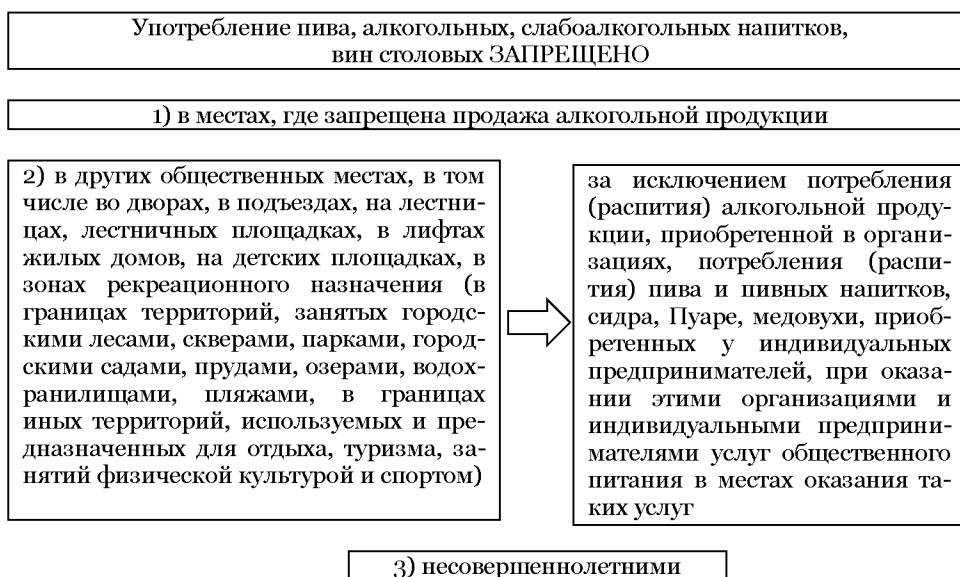 Употребление пива, алкогольных, слабоалкогольных напитков,
вин столовых ЗАПРЕЩЕНО
1) в местах, где запрещена продажа алкогольной продукции
2) в других общественных местах, в том
числе во дворах, в подъездах, на лестни-
цах, лестничных площадках, в лифтах
жилых домов, на детских площадках, в
зонах рекреационного назначения (в
границах территорий, занятых городс-
кими лесами, скверами, парками, город-
скими садами, прудами, озерами, водох-
ранилищами, пляжами, в границах
иных территорий, используемых и пре-
дназначенных для отдыха, туризма, за-
нятий физической культурой и спортом)
за исключением потребления
(распития) алкогольной проду-
кции, приобретенной в органи-
зациях, потребления (распи-
тия) пива и пивных напитков,
сидра, Пуаре, медовухи, приоб-
ретенных у индивидуальных
предпринимателей, при оказа-
нии этими организациями и
индивидуальными предприни-
мателями услуг общественного
питания в местах оказания та-
ких услуг
3) несовершеннолетними